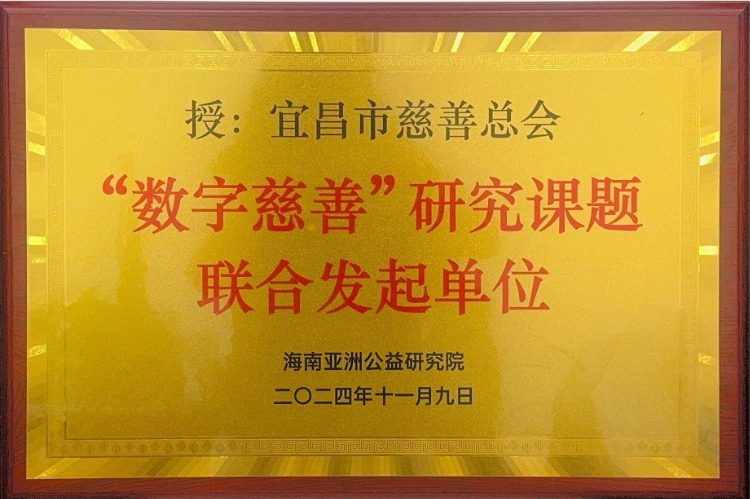 授：宜昌市慈善总会
“数字慈善”研究课题
联合发起单位
海南亚洲公益研究院
二〇二四年十一月九日